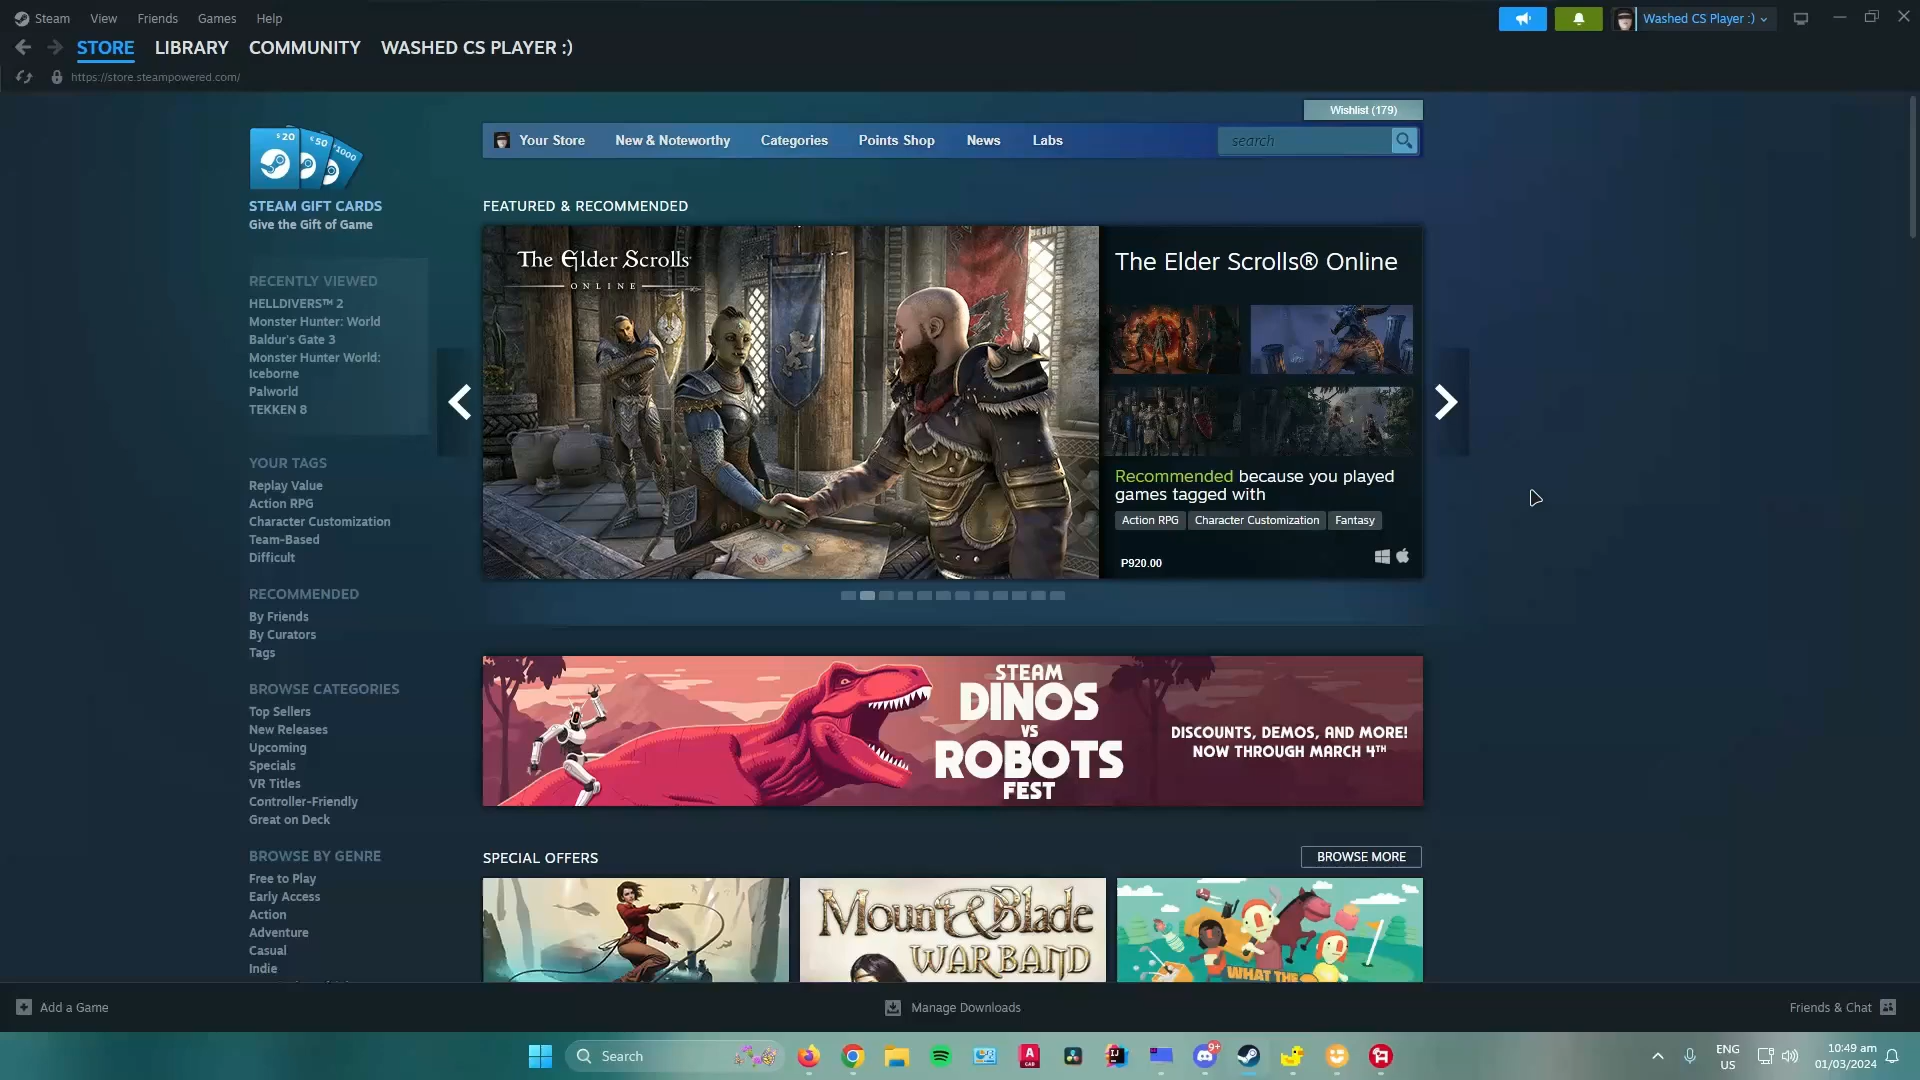 Steam View Friends Games Help
Washed CS Player :)
STORE LIBRARY COMMUNITY WASHED CS PLAYER :)
https://store.steampowered.com/
Wishlist (179)
Your Store New & Noteworthy Categories Points Shop News Labs
search
$20 €50 ¥1000
STEAM GIFT CARDS
Give the Gift of Game
RECENTLY VIEWED
HELLDIVERS™ 2
Monster Hunter: World
Baldur's Gate 3
Monster Hunter World:
Iceborne
Palworld
TEKKEN 8
YOUR TAGS
Replay Value
Action RPG
Character Customization
Team-Based
Difficult
RECOMMENDED
By Friends
By Curators
Tags
BROWSE CATEGORIES
Top Sellers
New Releases
Upcoming
Specials
VR Titles
Controller-Friendly
Great on Deck
BROWSE BY GENRE
Free to Play
Early Access
Action
Adventure
Casual
Indie
FEATURED & RECOMMENDED
The Elder Scrolls
ONLINE
The Elder Scrolls® Online
Recommended because you played
games tagged with
Action RPG Character Customization Fantasy
P920.00
STEAM
DINOS
VS
ROBOTS
FEST
DISCOUNTS, DEMOS, AND MORE!
NOW THROUGH MARCH 4TH
SPECIAL OFFERS
BROWSE MORE
Mount&Blade
WARBAND
WHAT THE
Add a Game
Manage Downloads
Friends & Chat
Search
9+
ENG
US
10:49 am
01/03/2024